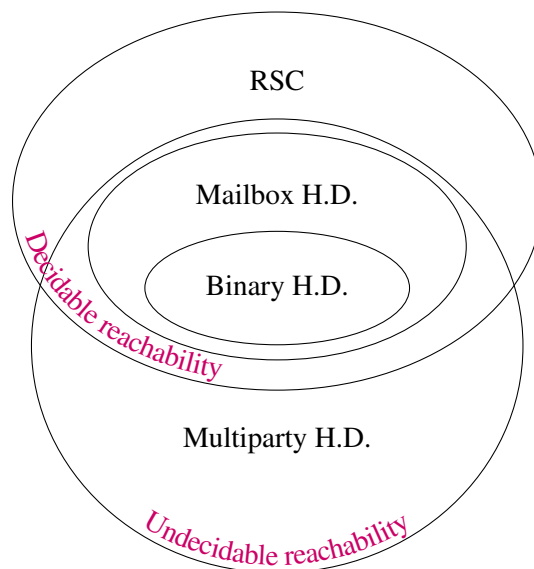 RSC
Mailbox H.D.
Binary H.D.
Decidable reachability
Multiparty H.D.
Undecidable reachability